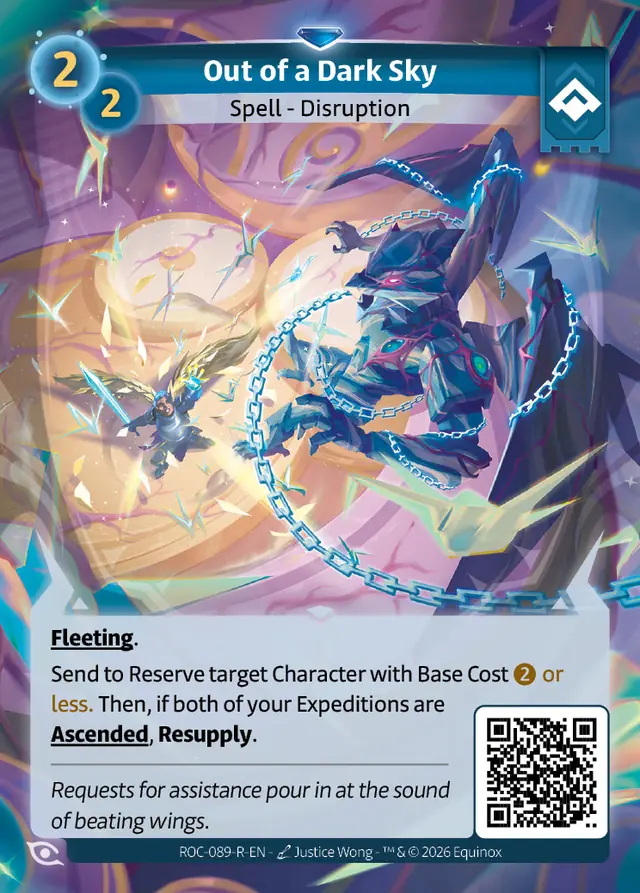 2
2
Out of a Dark Sky
Spell - Disruption
Fleeting.
Send to Reserve target Character with Base Cost 2 or
less. Then, if both of your Expeditions are
Ascended, Resupply.
Requests for assistance pour in at the sound
of beating wings.
ROC-089-R-EN - Justice Wong - ™ & © 2026 Equinox